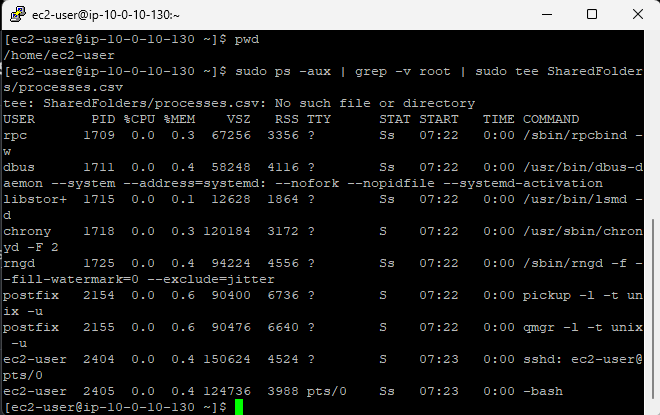 ec2-user@ip-10-0-10-130:~
[ec2-user@ip-10-0-10-130 ~]$ pwd
/home/ec2-user
[ec2-user@ip-10-0-10-130 ~]$ sudo ps -aux | grep -v root | sudo tee SharedFolder
s/processes.csv
tee: SharedFolders/processes.csv: No such file or directory
USER       PID %CPU %MEM    VSZ   RSS TTY      STAT START   TIME COMMAND
rpc       1709  0.0  0.3  67256  3356 ?        Ss   07:22   0:00 /sbin/rpcbind -
w
dbus      1711  0.0  0.4  58248  4116 ?        Ss   07:22   0:00 /usr/bin/dbus-d
aemon --system --address=systemd: --nofork --nopidfile --systemd-activation
libstor+  1715  0.0  0.1  12628  1864 ?        Ss   07:22   0:00 /usr/bin/lsmd -
d
chrony    1718  0.0  0.3 120184  3172 ?        S    07:22   0:00 /usr/sbin/chron
yd -F 2
rngd      1725  0.0  0.4  94224  4556 ?        Ss   07:22   0:00 /sbin/rngd -f -
-fill-watermark=0 --exclude=jitter
postfix   2154  0.0  0.6  90400  6736 ?        S    07:22   0:00 pickup -l -t un
ix -u
postfix   2155  0.0  0.6  90476  6640 ?        S    07:22   0:00 qmgr -l -t unix
 -u
ec2-user  2404  0.0  0.4 150624  4524 ?        S    07:23   0:00 sshd: ec2-user@
pts/0
ec2-user  2405  0.0  0.4 124736  3988 pts/0    Ss   07:23   0:00 -bash
[ec2-user@ip-10-0-10-130 ~]$